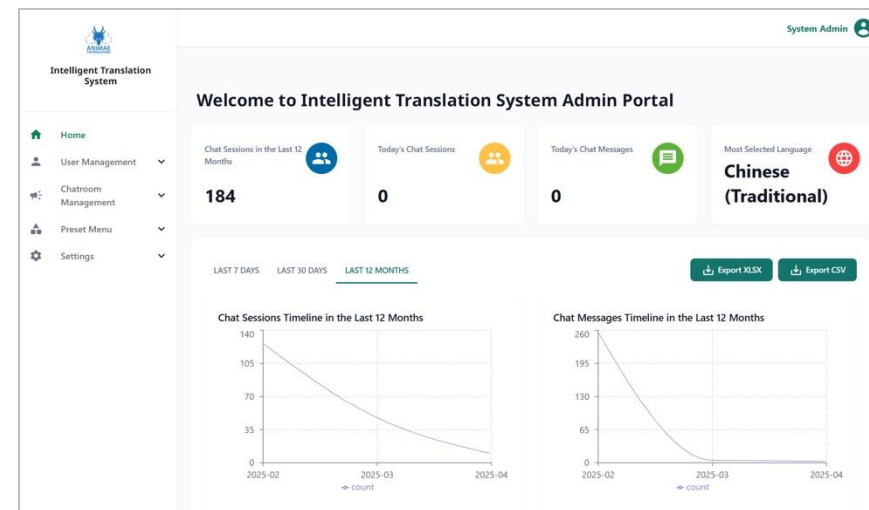 System Admin
ANIMAE
TECHNOLOGIES
Intelligent Translation
System
Welcome to Intelligent Translation System Admin Portal
Home
User Management
Chatroom
Management
Preset Menu
Settings
Chat Sessions in the Last 12
Months
184
Today's Chat Sessions
0
Today's Chat Messages
0
Most Selected Language
Chinese
(Traditional)
LAST 7 DAYS
LAST 30 DAYS
LAST 12 MONTHS
Export XLSX
Export CSV
Chat Sessions Timeline in the Last 12 Months
140
105
70
35
0
2025-02
2025-03
2025-04
count
Chat Messages Timeline in the Last 12 Months
260
195
130
65
0
2025-02
2025-03
2025-04
count